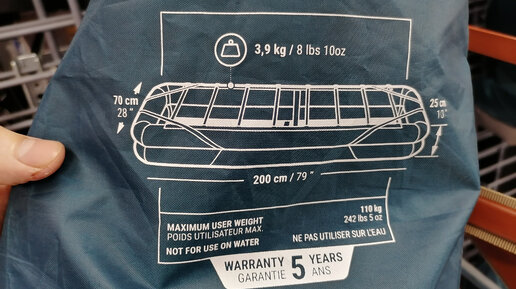 3,9 kg / 8 lbs 10oz
70 cm
28"
25 cm
10"
200 cm / 79 "
MAXIMUM USER WEIGHT
POIDS UTILISATEUR MAX.
110 kg
242 lbs 5 oz
NOT FOR USE ON WATER
NE PAS UTILISER SUR L'EAU
WARRANTY
GARANTIE
5
YEARS
ANS